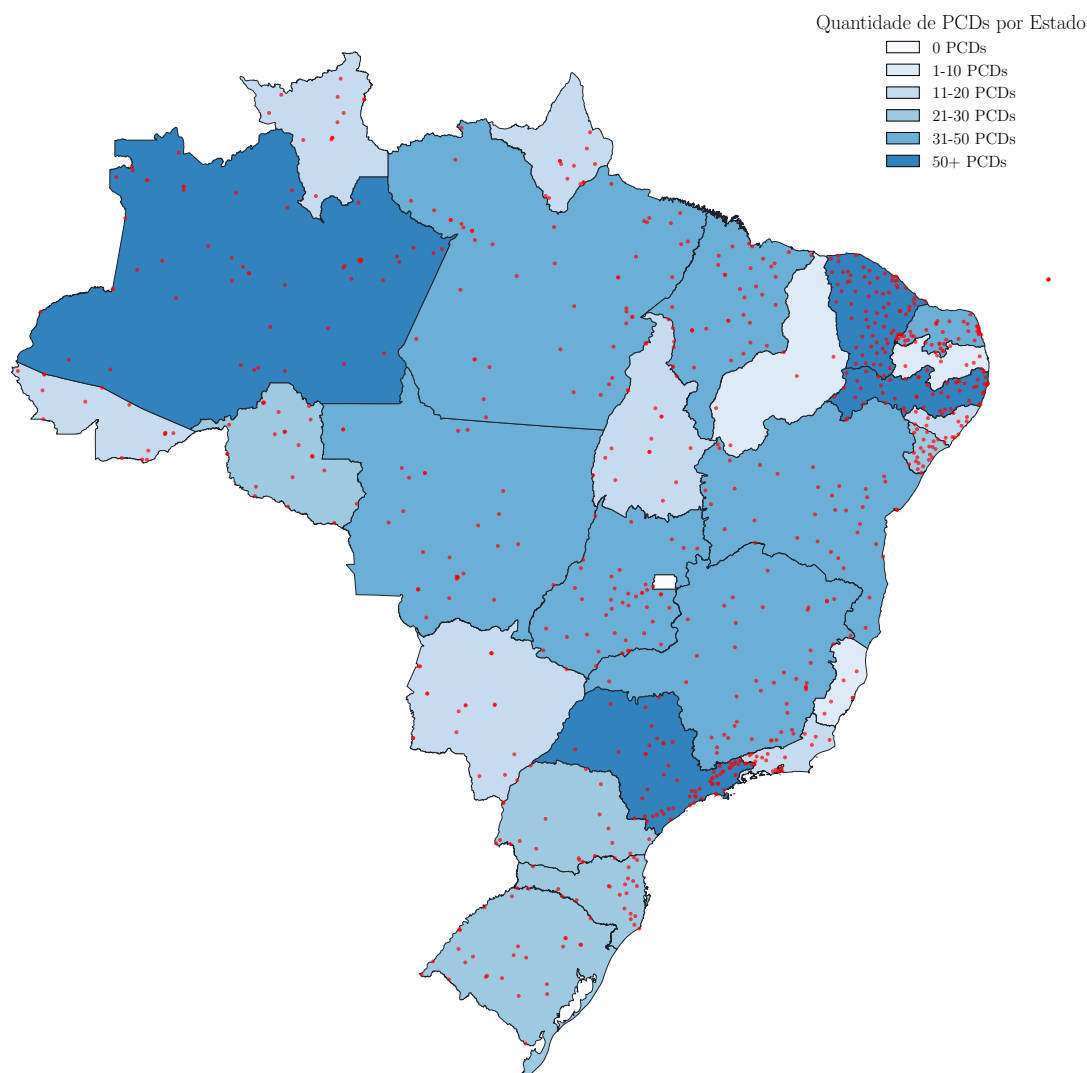 Quantidade de PCDs por Estado
0 PCDs
1-10 PCDs
11-20 PCDs
21-30 PCDs
31-50 PCDs
50+ PCDs